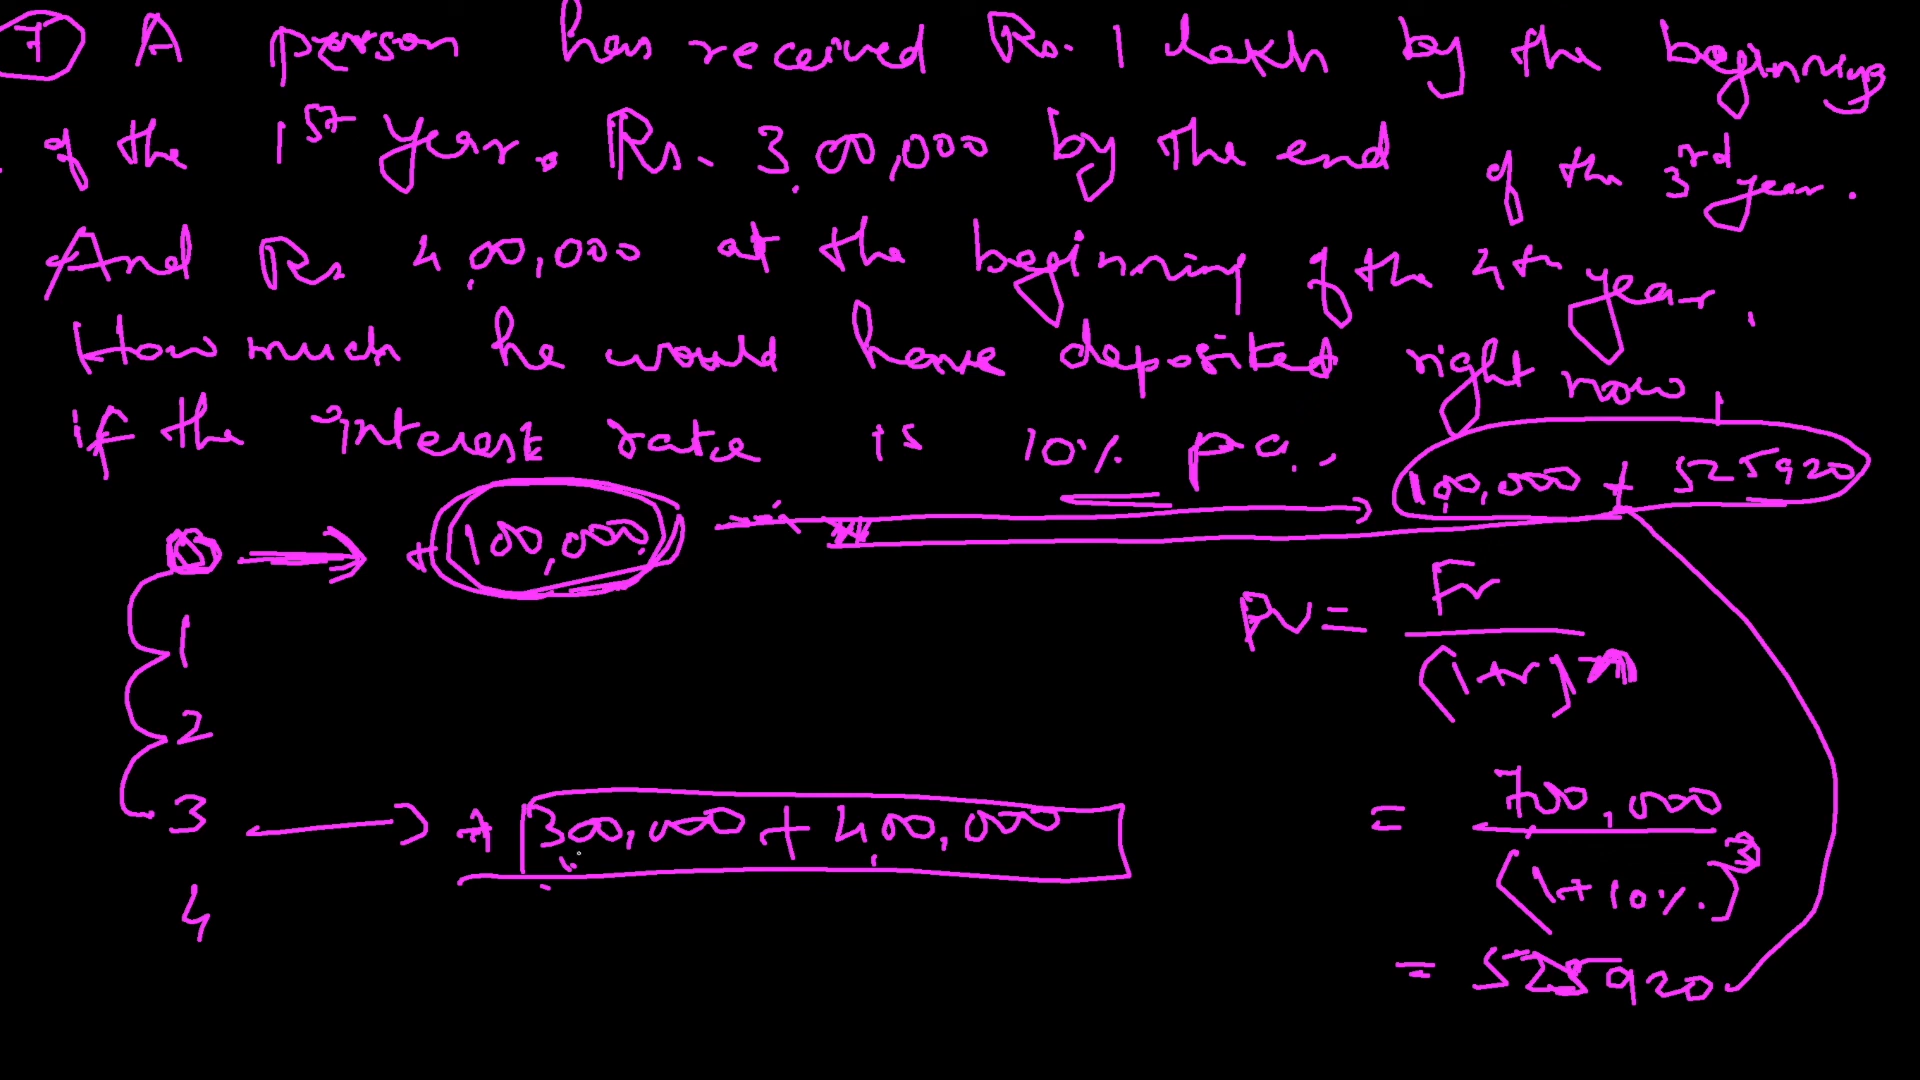 7 A person has received Rs. 1 lakh by the beginning
of the 1st year. Rs. 3,00,000 by the end of the 3rd year.
And Rs 4,00,000 at the beginning of the 4th year.
How much he would have deposited right now,
if the interest rate is 10% p.a.,
1,00,000 + 525920
0 → + 100,000
PV = Fv / (1+r)^n
1
2
3 → + 300,000 + 4,00,000
= 700,000 / (1+10%)^3
4
= 525920